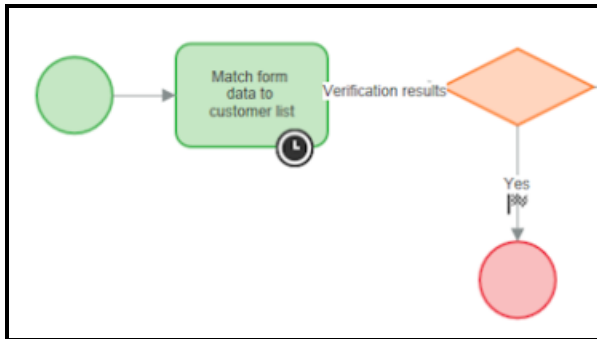 Match form
data to
customer list
Verification results
Yes